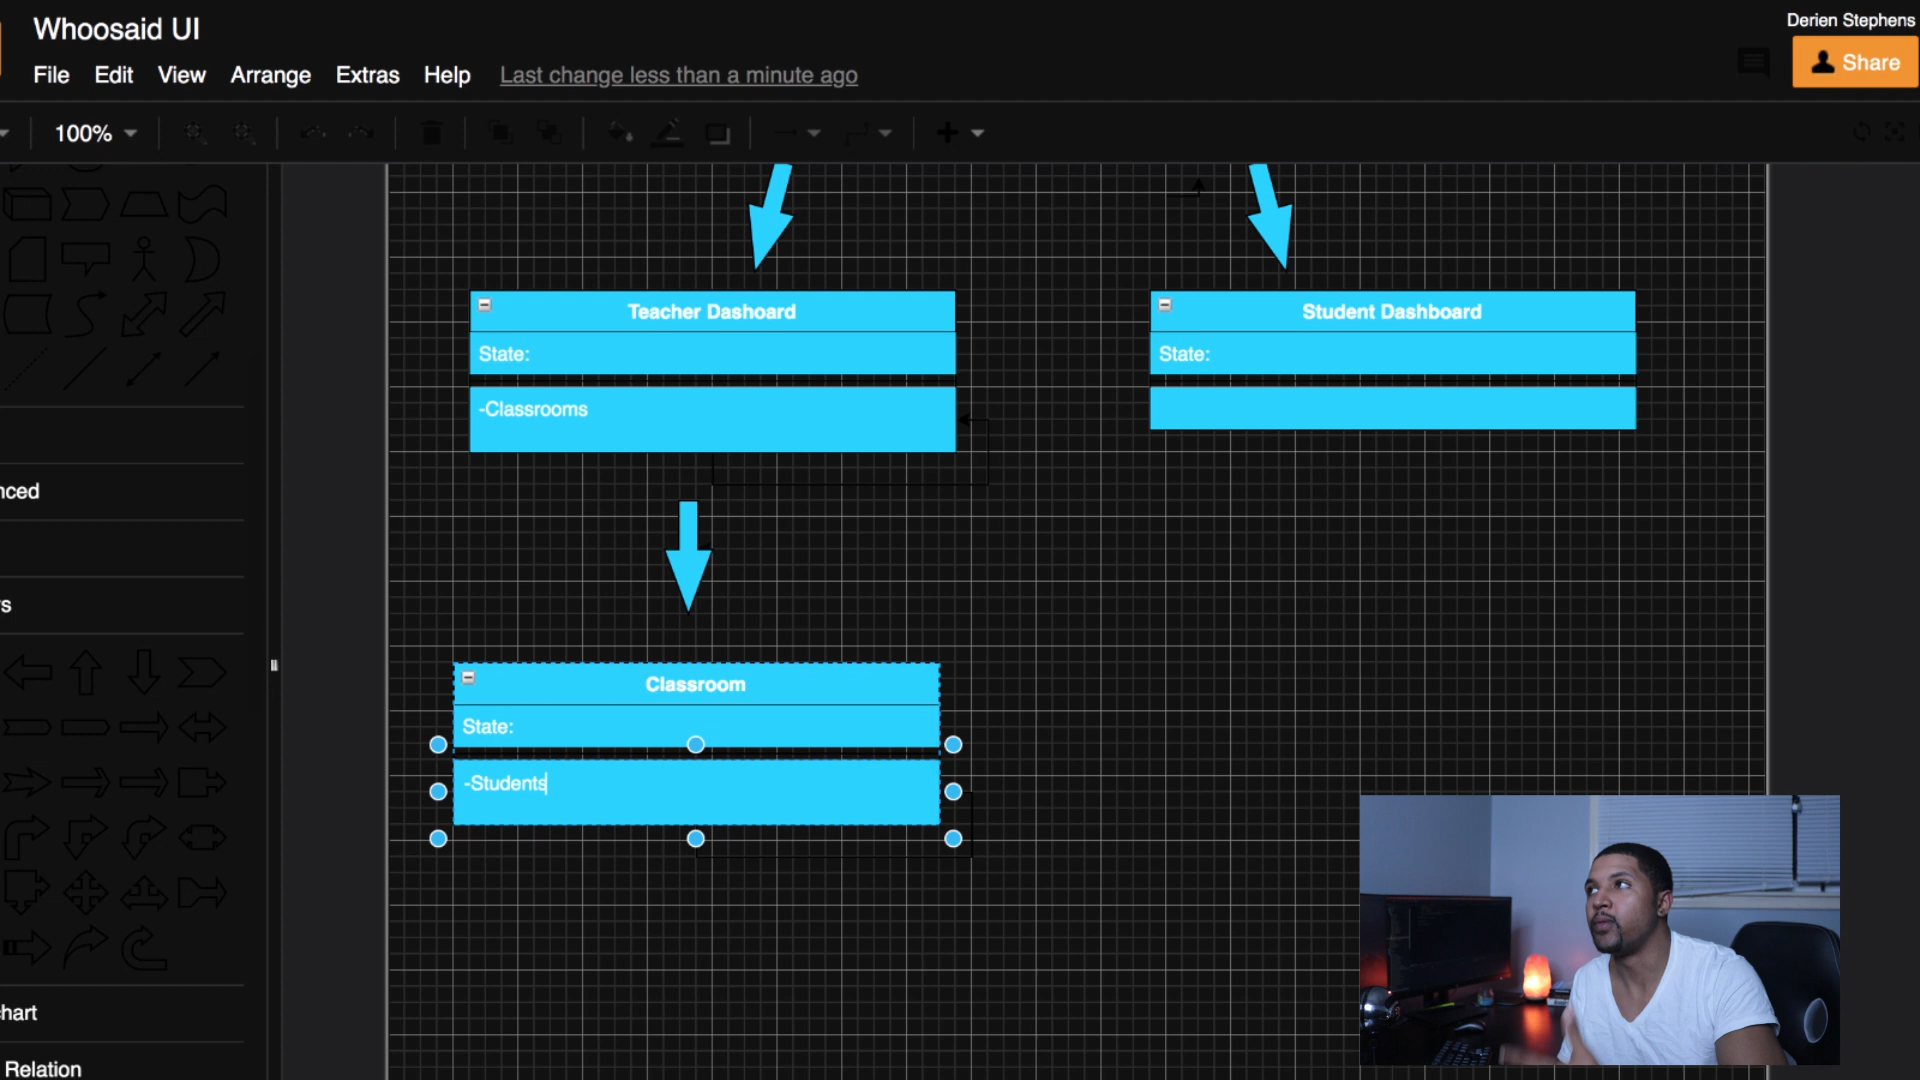 Whoosaid UI
Derien Stephens
File Edit View Arrange Extras Help Last change less than a minute ago
Share
100%
Teacher Dashoard
State:
-Classrooms
Student Dashboard
State:
nced
s
Classroom
State:
-Students
hart
Relation